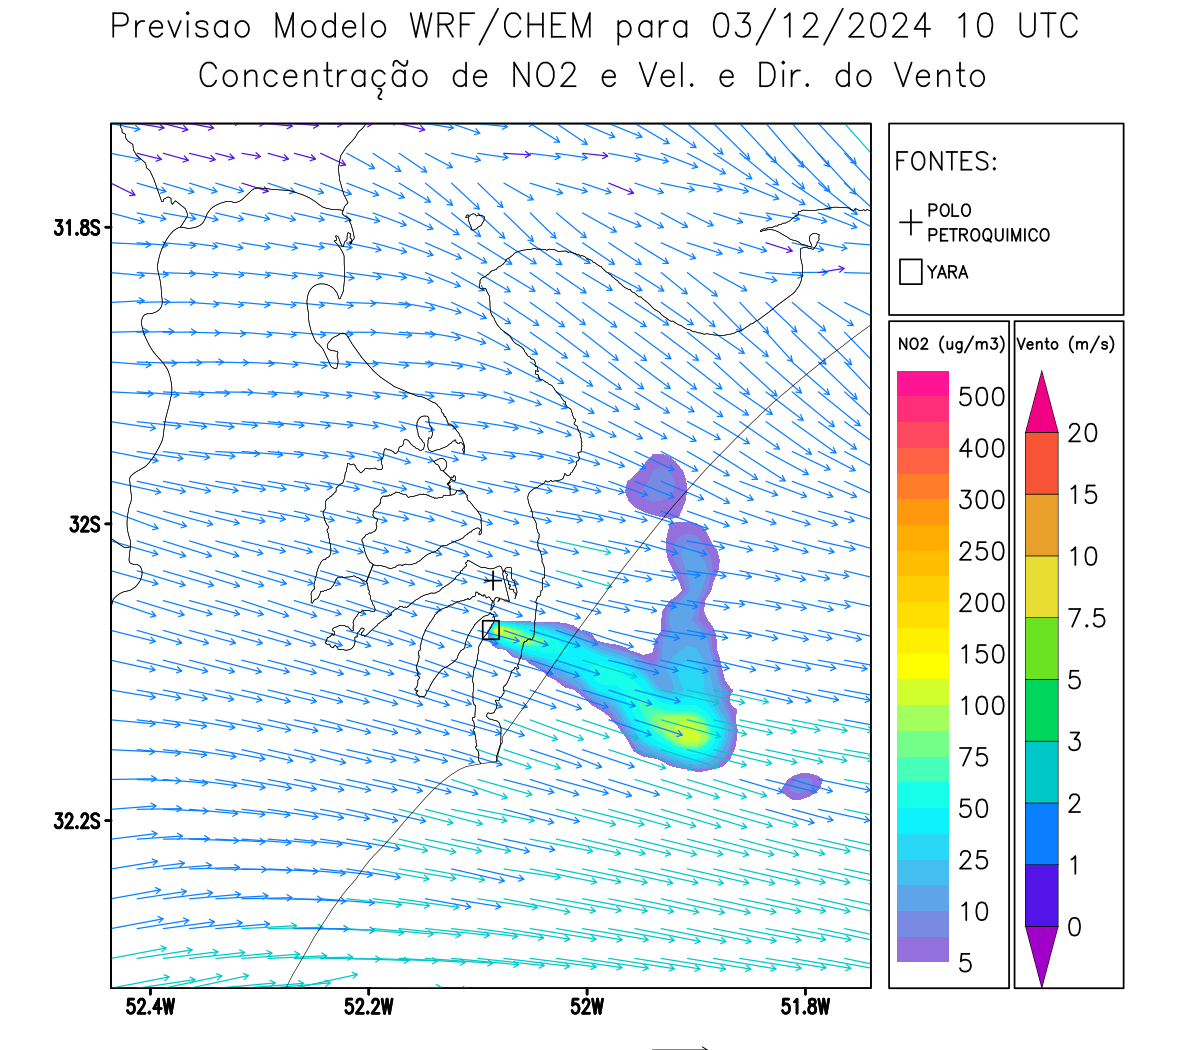 Previsao Modelo WRF/CHEM para 03/12/2024 10 UTC
Concentração de NO2 e Vel. e Dir. do Vento
FONTES:
POLO
PETROQUIMICO
YARA
NO2 (ug/m3)
500
400
300
250
200
150
100
75
50
25
10
5
Vento (m/s)
20
15
10
7.5
5
3
2
1
0
31.8S
32S
32.2S
52.4W
52.2W
52W
51.8W